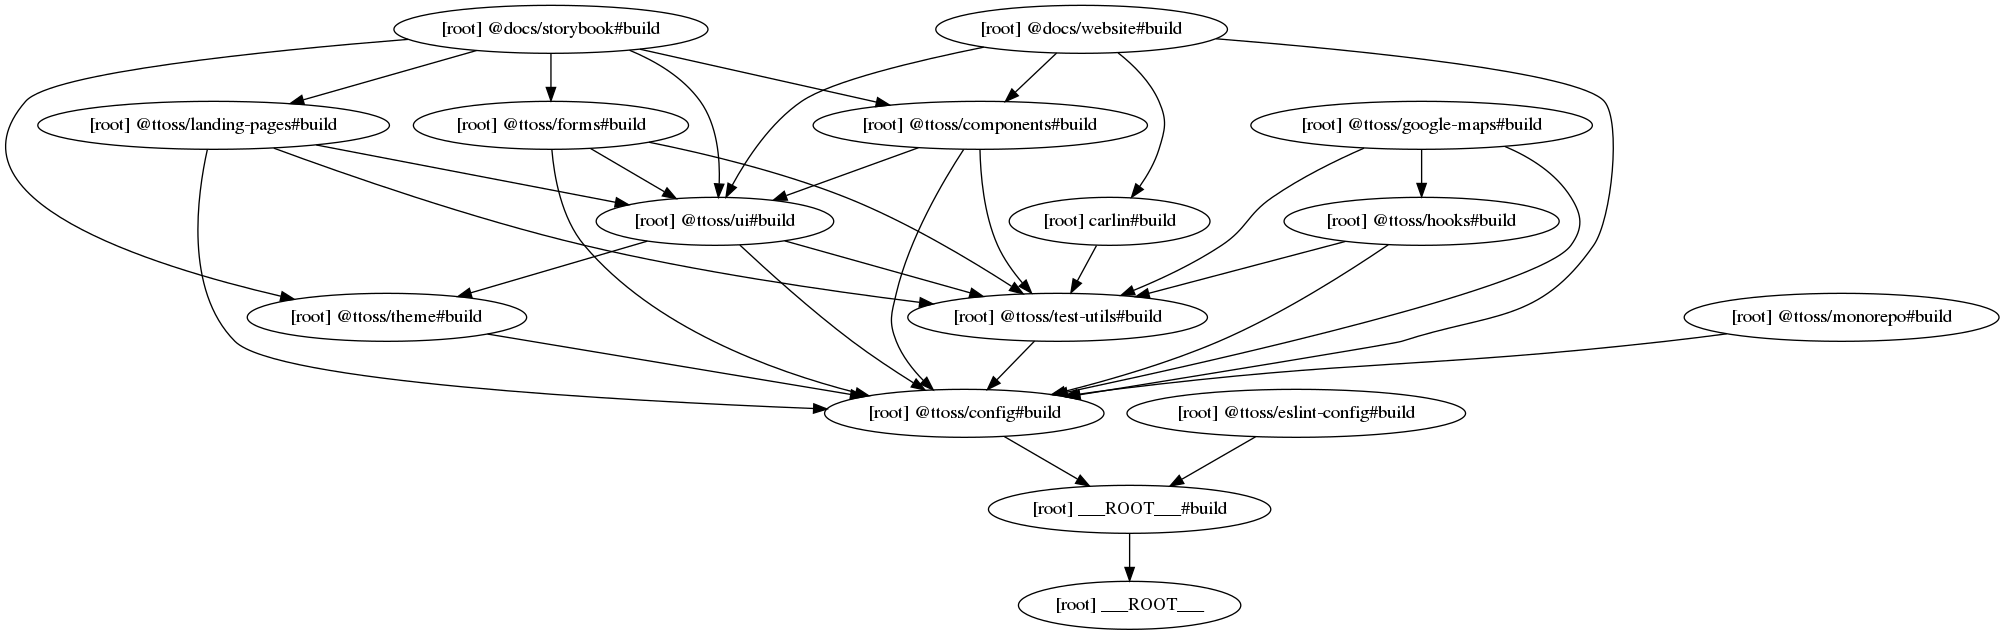 [root] @docs/storybook#build
[root] @docs/website#build
[root] @ttoss/landing-pages#build
[root] @ttoss/forms#build
[root] @ttoss/components#build
[root] @ttoss/google-maps#build
[root] @ttoss/ui#build
[root] carlin#build
[root] @ttoss/hooks#build
[root] @ttoss/theme#build
[root] @ttoss/test-utils#build
[root] @ttoss/monorepo#build
[root] @ttoss/config#build
[root] @ttoss/eslint-config#build
[root] ___ROOT___#build
[root] ___ROOT___